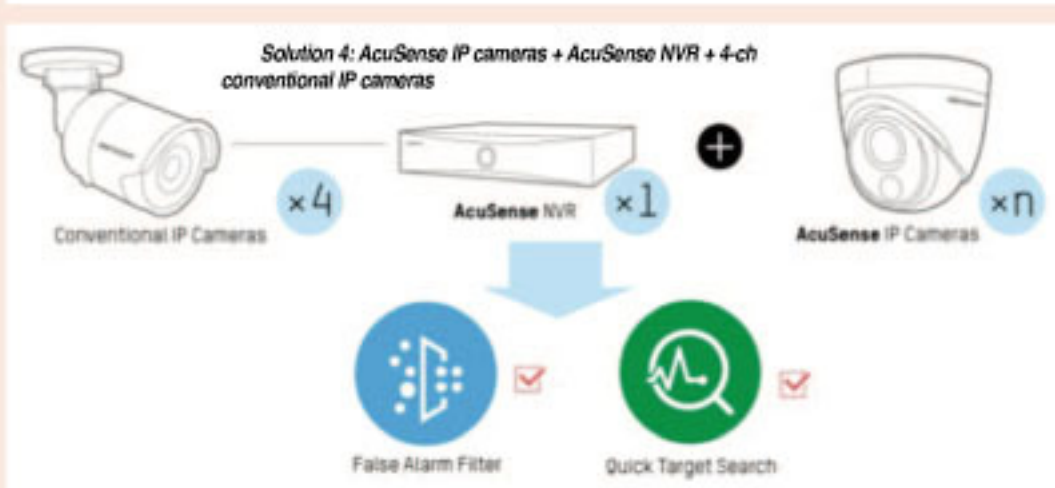 Solution 4: AcuSense IP cameras + AcuSense NVR + 4-ch
conventional IP cameras
×4
×1
×n
Conventional IP Cameras
AcuSense NVR
AcuSense IP Cameras
False Alarm Filter
Quick Target Search